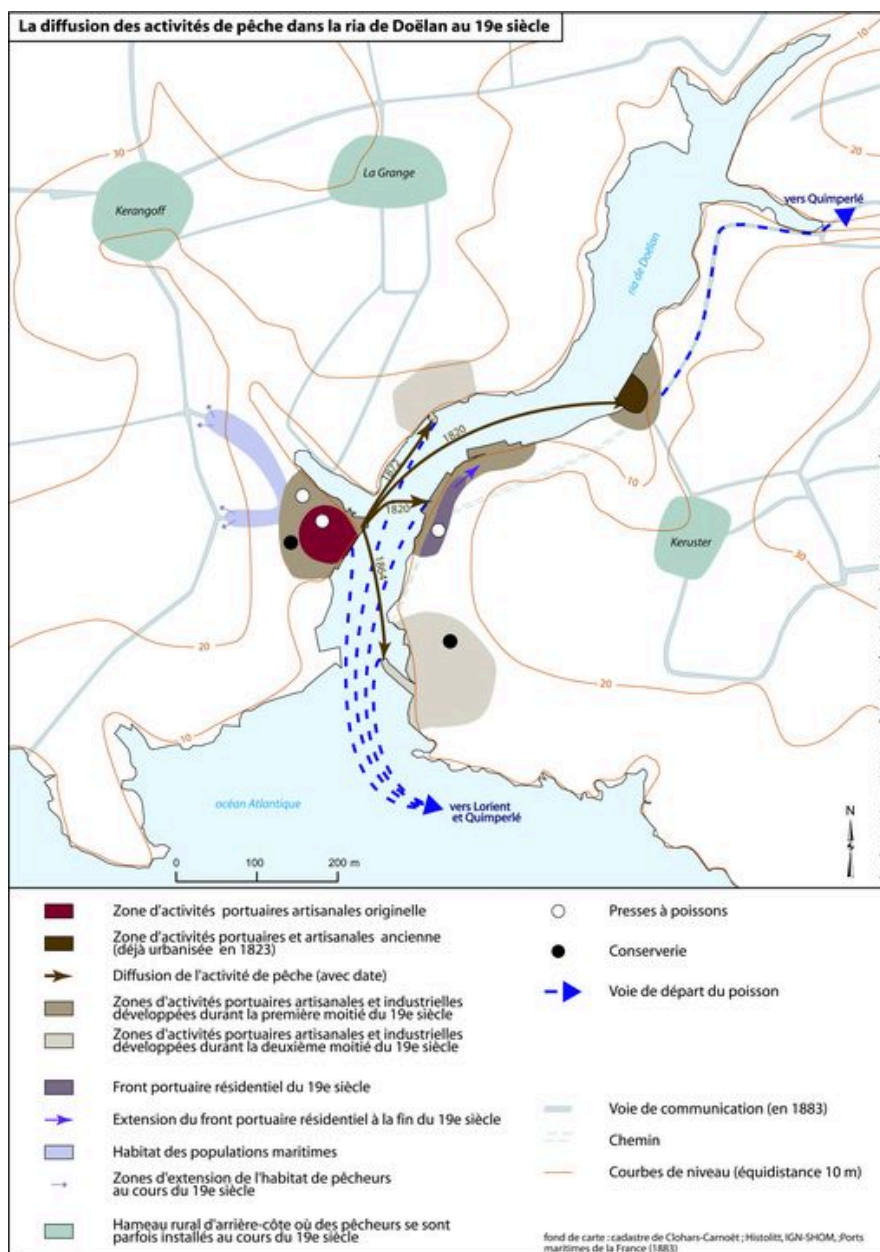 La diffusion des activités de pêche dans la ria de Doëlan au 19e siècle
10
30
20
La Grange
Kerangoff
vers Quimperlé
ria de Doëlan
1820
1872
1820
10
Keruster
30
1864
20
20
10
océan Atlantique
vers Lorient
et Quimperlé
N
0 100 200 m
Zone d'activités portuaires artisanales originelle
Zone d'activités portuaires et artisanales ancienne
(déjà urbanisée en 1823)
Diffusion de l'activité de pêche (avec date)
Zones d'activités portuaires artisanales et industrielles
développées durant la première moitié du 19e siècle
Zones d'activités portuaires artisanales et industrielles
développées durant la deuxième moitié du 19e siècle
Front portuaire résidentiel du 19e siècle
Extension du front portuaire résidentiel à la fin du 19e siècle
Habitat des populations maritimes
Zones d'extension de l'habitat de pêcheurs
au cours du 19e siècle
Hameau rural d'arrière-côte où des pêcheurs se sont
parfois installés au cours du 19e siècle
Presses à poissons
Conserverie
Voie de départ du poisson
Voie de communication (en 1883)
Chemin
Courbes de niveau (équidistance 10 m)
fond de carte : cadastre de Clohars-Carnoët ; Histolitt, IGN-SHOM, ;Ports
maritimes de la France (1883)